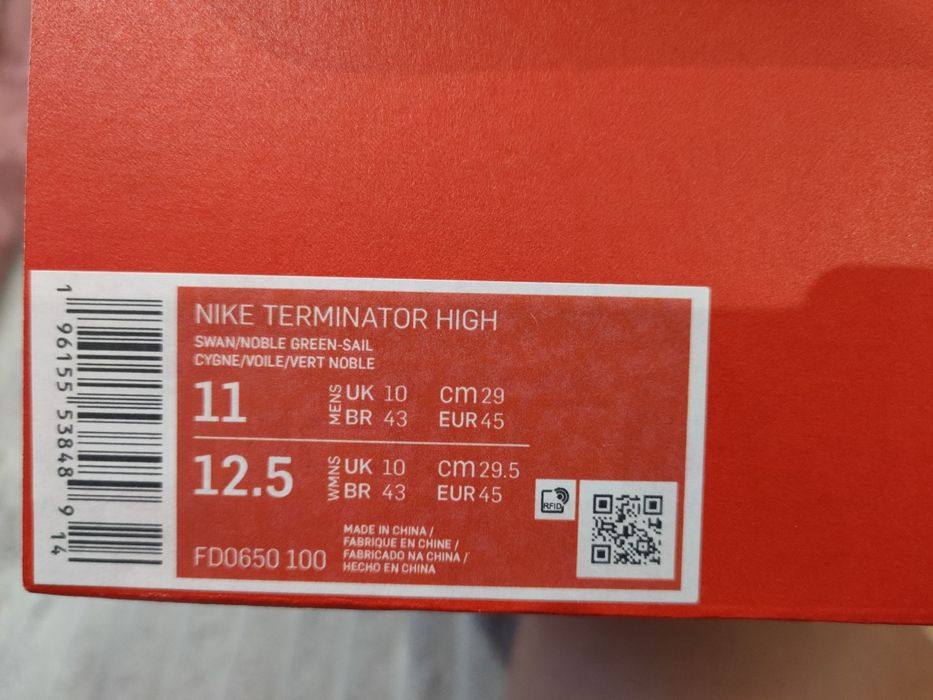 1 96155 53848 9 14
NIKE TERMINATOR HIGH
SWAN/NOBLE GREEN-SAIL
CYGNE/VOILE/VERT NOBLE
11 MENS UK 10 cm 29
BR 43 EUR 45
12.5 WMNS UK 10 cm 29.5
BR 43 EUR 45
RFID
FD0650 100
MADE IN CHINA /
FABRIQUE EN CHINE /
FABRICADO NA CHINA /
HECHO EN CHINA